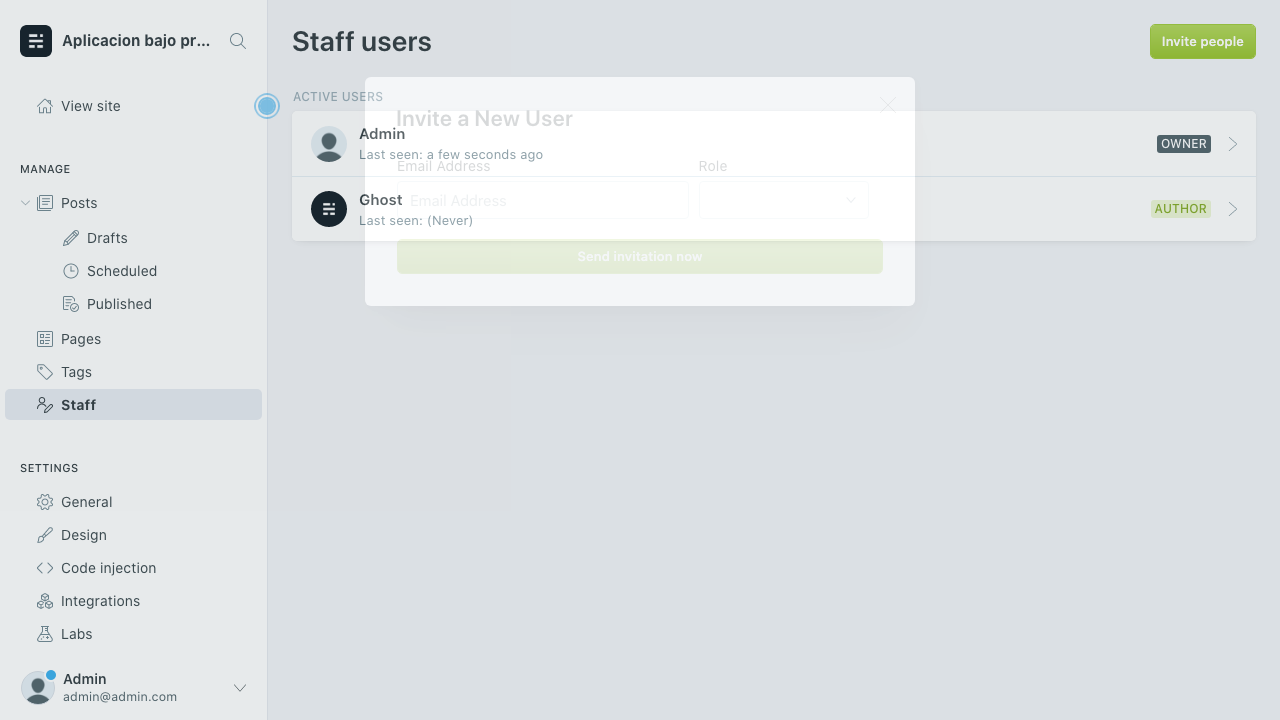 Aplicacion bajo pr...
View site
MANAGE
Posts
Drafts
Scheduled
Published
Pages
Tags
Staff
SETTINGS
General
Design
Code injection
Integrations
Labs
Admin
admin@admin.com
Staff users
Invite people
ACTIVE USERS
Admin
Last seen: a few seconds ago
OWNER
Ghost
Last seen: (Never)
AUTHOR
Invite a New User
Email Address
Role
Email Address
Send invitation now